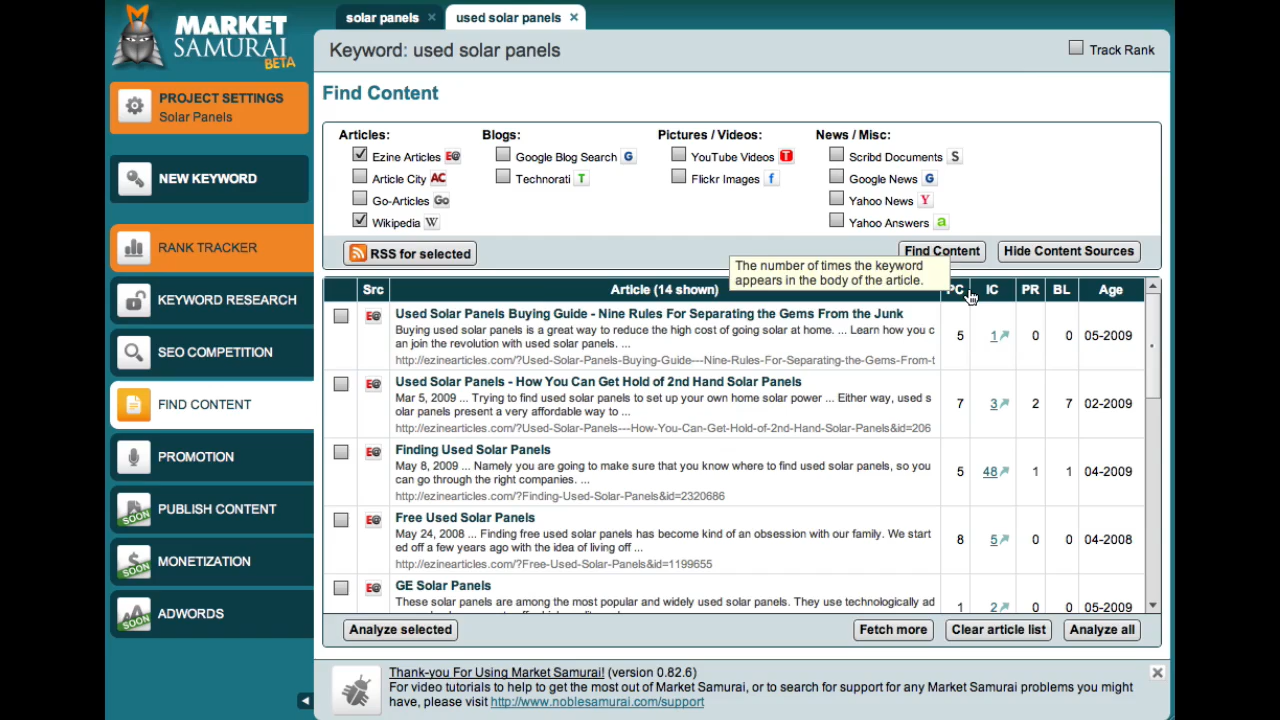 MARKET
SAMURAI
BETA
solar panels
used solar panels
Keyword: used solar panels
Track Rank
PROJECT SETTINGS
Solar Panels
NEW KEYWORD
RANK TRACKER
KEYWORD RESEARCH
SEO COMPETITION
FIND CONTENT
PROMOTION
SOON PUBLISH CONTENT
SOON MONETIZATION
SOON ADWORDS
Find Content
Articles: Blogs: Pictures / Videos: News / Misc:
Ezine Articles E@ Google Blog Search G YouTube Videos T Scribd Documents S
Article City AC Technorati T Flickr Images f Google News G
Go-Articles Go Yahoo News Y
Wikipedia W Yahoo Answers a
RSS for selected Find Content Hide Content Sources
The number of times the keyword
appears in the body of the article.
Src Article (14 shown) PC IC PR BL Age
E@ Used Solar Panels Buying Guide - Nine Rules For Separating the Gems From the Junk
Buying used solar panels is a great way to reduce the high cost of going solar at home. ... Learn how you c
an join the revolution with used solar panels. ...
http://ezinearticles.com/?Used-Solar-Panels-Buying-Guide---Nine-Rules-For-Separating-the-Gems-From-t
5 1 0 0 05-2009
E@ Used Solar Panels - How You Can Get Hold of 2nd Hand Solar Panels
Mar 5, 2009 ... Trying to find used solar panels to set up your own home solar power ... Either way, used s
olar panels present a very affordable way to ...
http://ezinearticles.com/?Used-Solar-Panels---How-You-Can-Get-Hold-of-2nd-Hand-Solar-Panels&id=206
7 3 2 7 02-2009
E@ Finding Used Solar Panels
May 8, 2009 ... Namely you are going to make sure that you know where to find used solar panels, so you
can go through the right companies. ...
http://ezinearticles.com/?Finding-Used-Solar-Panels&id=2320686
5 48 1 1 04-2009
E@ Free Used Solar Panels
May 24, 2008 ... Finding free used solar panels has become kind of an obsession with our family. We start
ed off a few years ago with the idea of living off ...
http://ezinearticles.com/?Free-Used-Solar-Panels&id=1199655
8 5 0 0 04-2008
E@ GE Solar Panels
These solar panels are among the most popular and widely used solar panels. They use technologically ad
1 2 0 0 05-2009
Analyze selected Fetch more Clear article list Analyze all
Thank-you For Using Market Samurai! (version 0.82.6)
For video tutorials to help to get the most out of Market Samurai, or to search for support for any Market Samurai problems you might
have, please visit http://www.noblesamurai.com/support